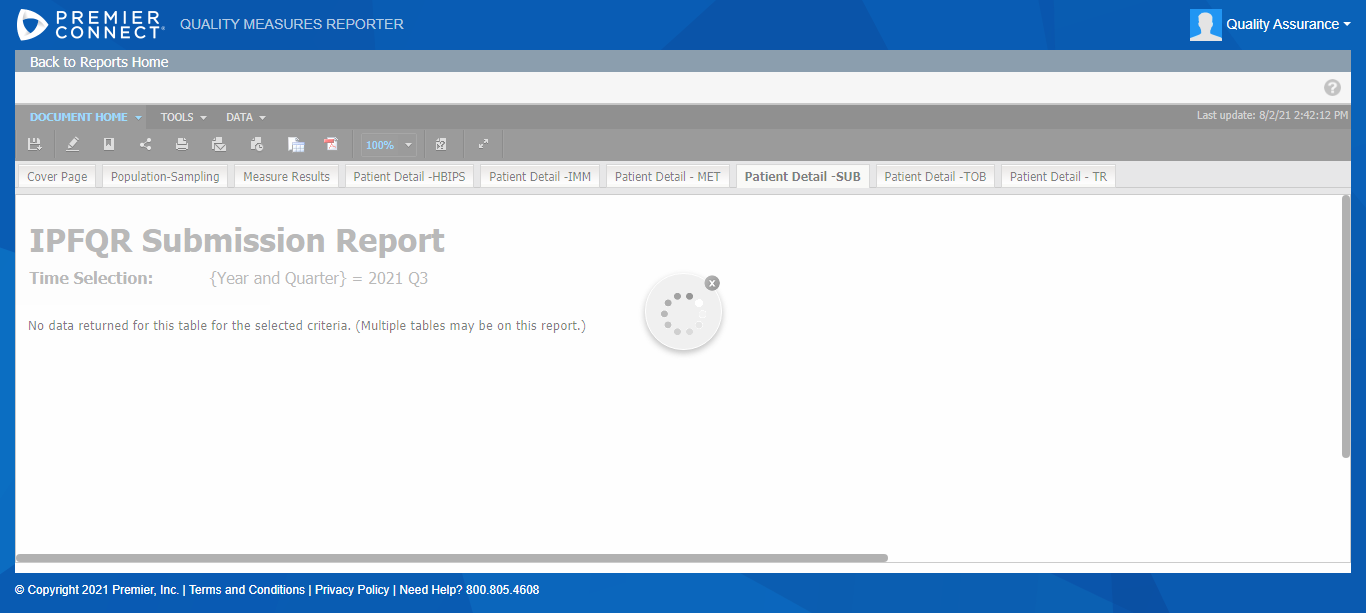 PREMIER CONNECT. QUALITY MEASURES REPORTER Quality Assurance
Back to Reports Home
?
DOCUMENT HOME TOOLS DATA Last update: 8/2/21 2:42:12 PM
100%
Cover Page Population-Sampling Measure Results Patient Detail -HBIPS Patient Detail -IMM Patient Detail - MET Patient Detail -SUB Patient Detail -TOB Patient Detail - TR
IPFQR Submission Report
Time Selection: {Year and Quarter} = 2021 Q3
x
No data returned for this table for the selected criteria. (Multiple tables may be on this report.)
© Copyright 2021 Premier, Inc. | Terms and Conditions | Privacy Policy | Need Help? 800.805.4608